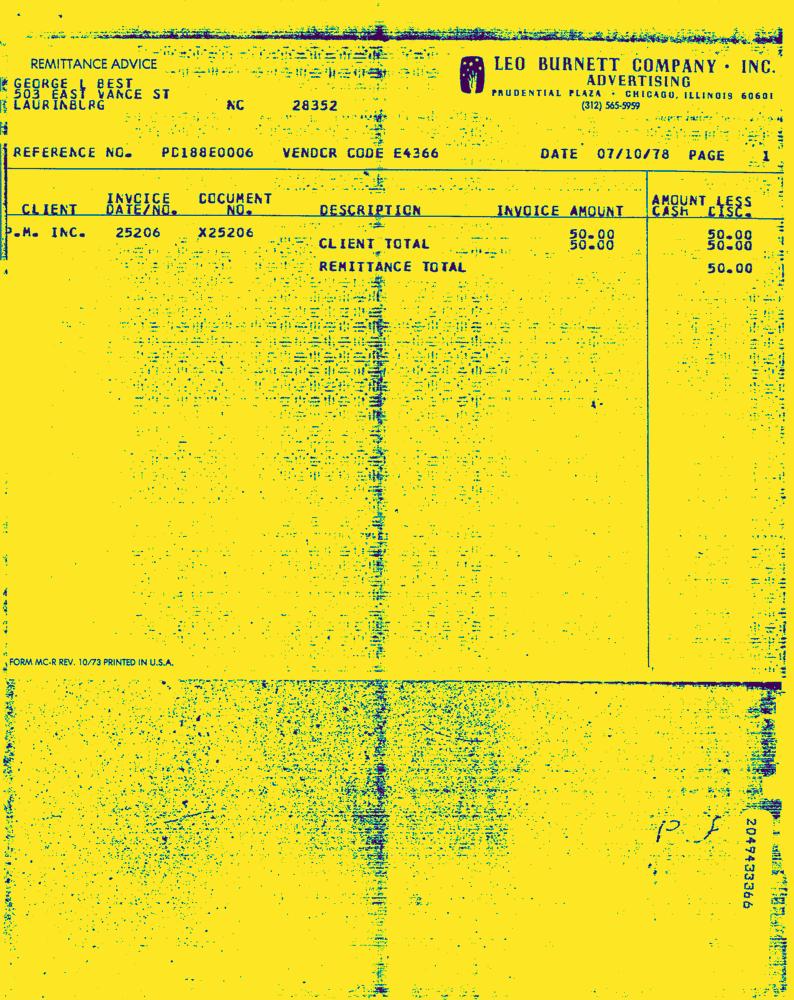 REMITTANCE ADVICE
GEORGE L BEST
503 EAST VANCE ST
LAURINBURG NC 28352
LEO BURNETT COMPANY · INC.
ADVERTISING
PRUDENTIAL PLAZA · CHICAGO, ILLINOIS 60601
(312) 565-5959
REFERENCE NO. PD188E0006 VENDOR CODE E4366 DATE 07/10/78 PAGE 1
CLIENT INVOICE DATE/NO. DOCUMENT NO. DESCRIPTION INVOICE AMOUNT AMOUNT LESS CASH DISC.
P.M. INC. 25206 X25206 50.00 50.00
CLIENT TOTAL 50.00 50.00
REMITTANCE TOTAL 50.00
FORM MC-R REV. 10/73 PRINTED IN U.S.A.
P f
2049433366